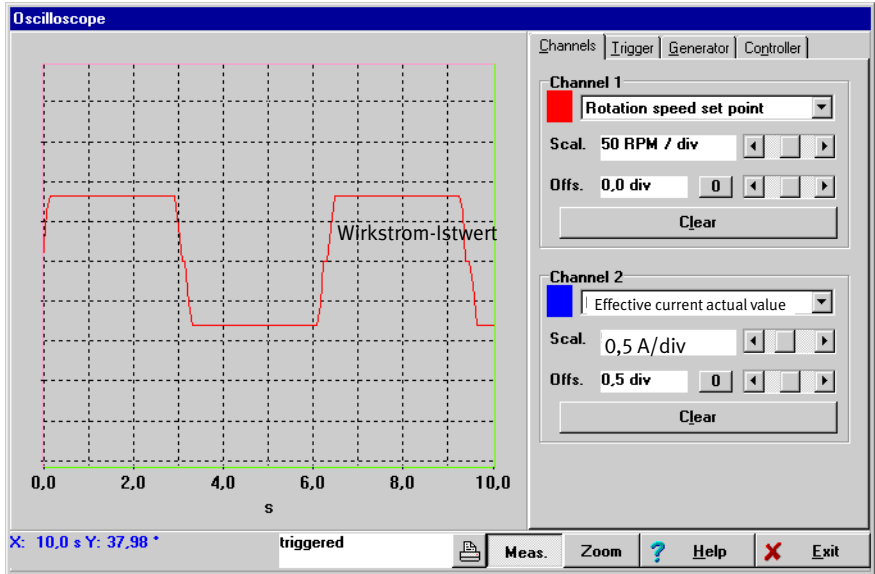 Oscilloscope
Channels Trigger Generator Controller
Channel 1
Rotation speed set point
Scal. 50 RPM / div
Offs. 0,0 div 0
Clear
Wirkstrom-Istwert
Channel 2
Effective current actual value
Scal. 0,5 A/div
Offs. 0,5 div 0
Clear
0,0 2,0 4,0 6,0 8,0 10,0
s
X: 10,0 s Y: 37,98 °
triggered
Meas. Zoom ? Help Exit